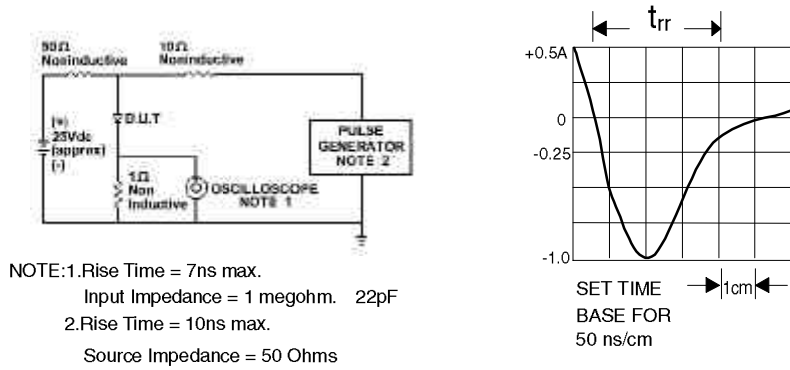 50Ω
Noninductive
10Ω
Noninductive
D.U.T
(+)
25Vdc
(approx)
(-)
1Ω
Non
Inductive
OSCILLOSCOPE
NOTE 1
PULSE
GENERATOR
NOTE 2
NOTE:1.Rise Time = 7ns max.
Input Impedance = 1 megohm. 22pF
2.Rise Time = 10ns max.
Source Impedance = 50 Ohms
trr
+0.5A
0
-0.25
-1.0
1cm
SET TIME
BASE FOR
50 ns/cm